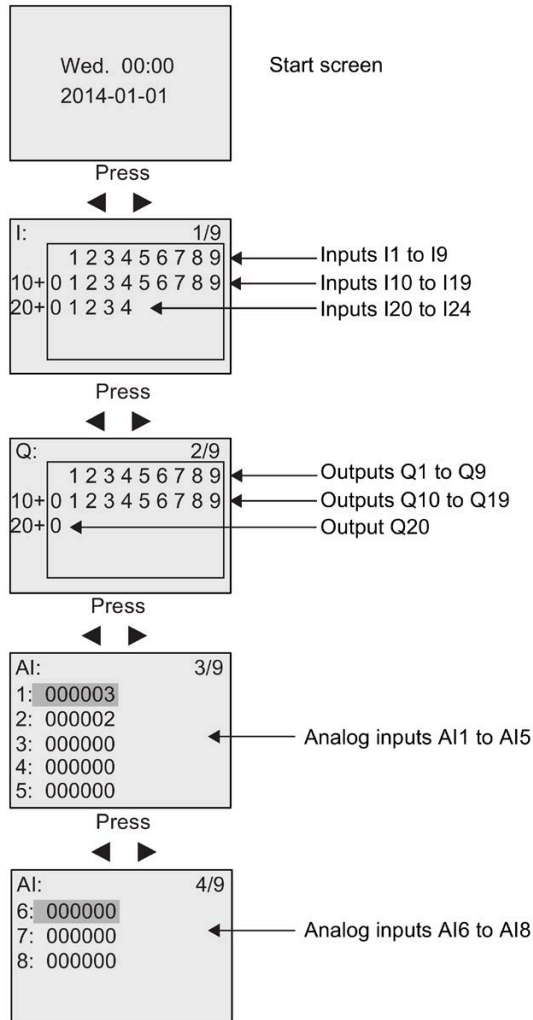 Wed. 00:00
Start screen
2014-01-01
Press
I: 1/9
1 2 3 4 5 6 7 8 9
Inputs I1 to I9
10+ 0 1 2 3 4 5 6 7 8 9
Inputs I10 to I19
20+ 0 1 2 3 4
Inputs I20 to I24
Press
Q: 2/9
1 2 3 4 5 6 7 8 9
Outputs Q1 to Q9
10+ 0 1 2 3 4 5 6 7 8 9
Outputs Q10 to Q19
20+ 0
Output Q20
Press
AI: 3/9
1: 000003
2: 000002
3: 000000
Analog inputs AI1 to AI5
4: 000000
5: 000000
Press
AI: 4/9
6: 000000
7: 000000
Analog inputs AI6 to AI8
8: 000000